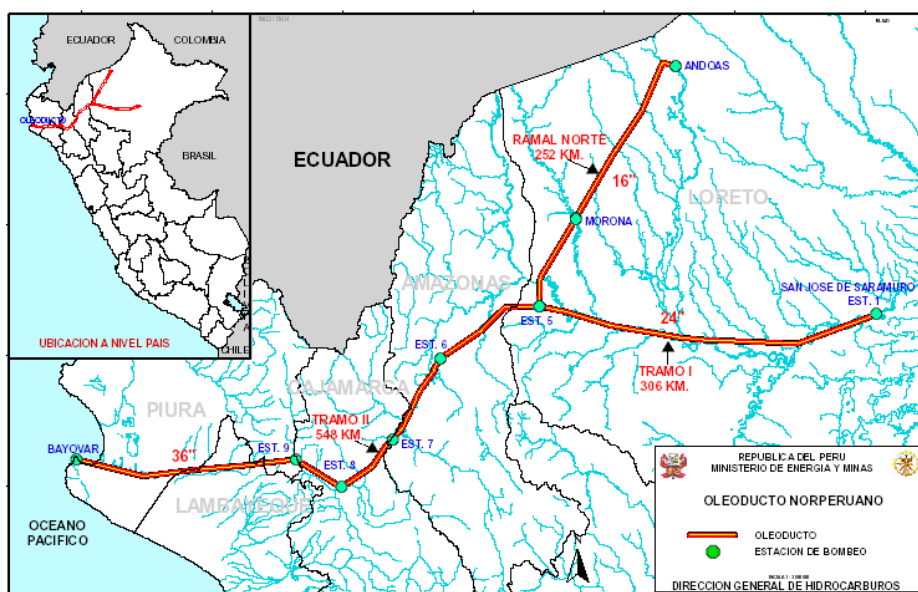 ECUADOR
COLOMBIA
OLEODUCTO
BRASIL
CHILE
UBICACION A NIVEL PAIS
ECUADOR
ANDOAS
RAMAL NORTE
252 KM.
16"
LORETO
MORONA
AMAZONAS
SAN JOSE DE SARAMURO
EST. 1
EST. 5
24"
TRAMO I
306 KM.
EST. 6
CAJAMARCA
PIURA
TRAMO II
548 KM.
EST. 7
BAYOVAR
36"
EST. 9
EST. 8
LAMBAYEQUE
OCEANO
PACIFICO
REPUBLICA DEL PERU
MINISTERIO DE ENERGIA Y MINAS
OLEODUCTO NORPERUANO
OLEODUCTO
ESTACION DE BOMBEO
DIRECCION GENERAL DE HIDROCARBUROS